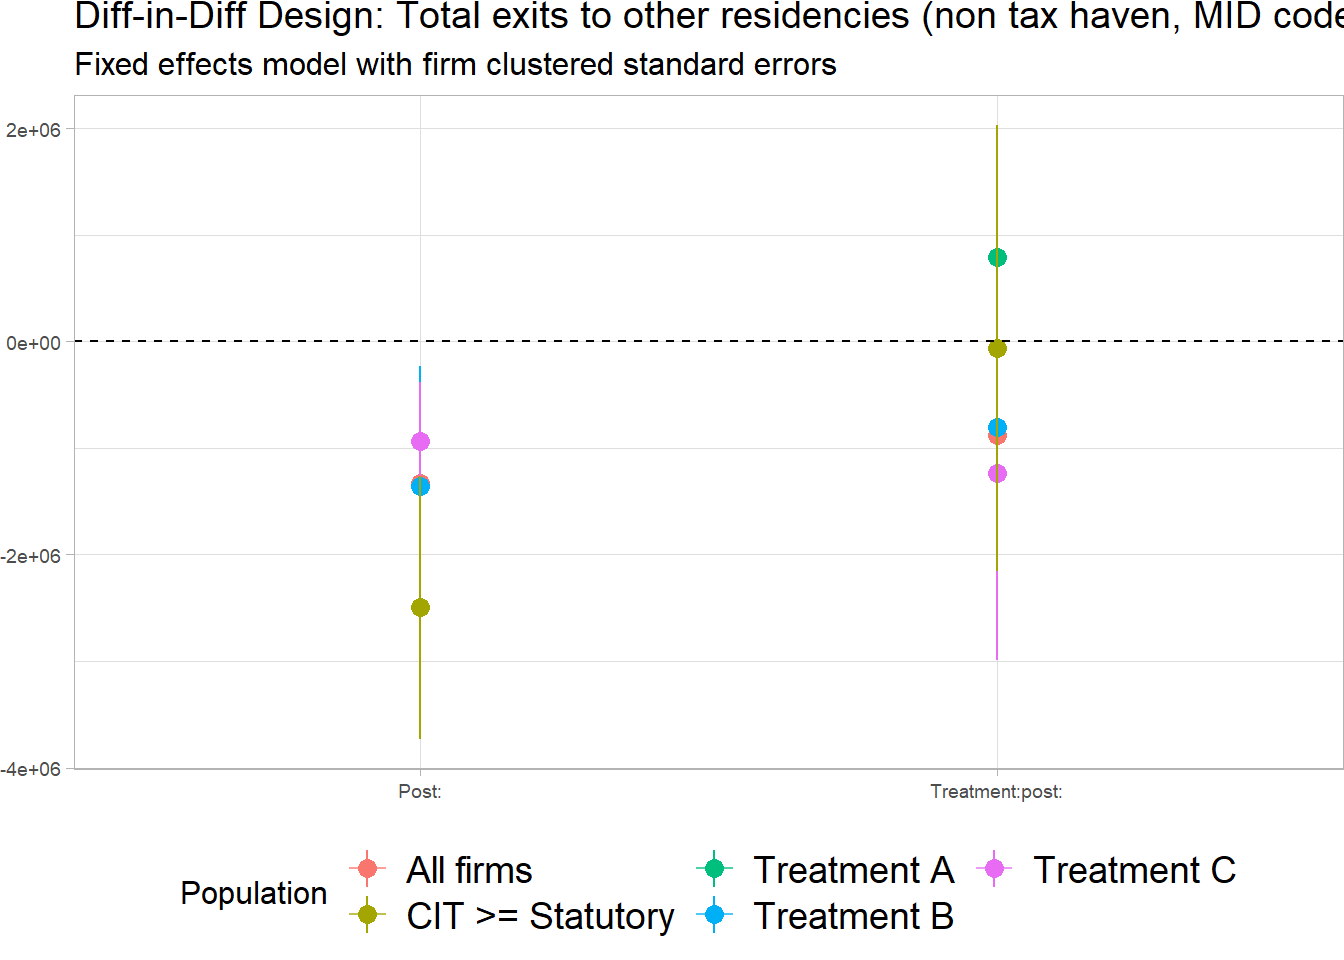 Diff-in-Diff Design: Total exits to other residencies (non tax haven, MID code
Fixed effects model with firm clustered standard errors
2e+06
0e+00
-2e+06
-4e+06
Post:
Treatment:post:
Population
All firms
Treatment A
Treatment C
CIT >= Statutory
Treatment B